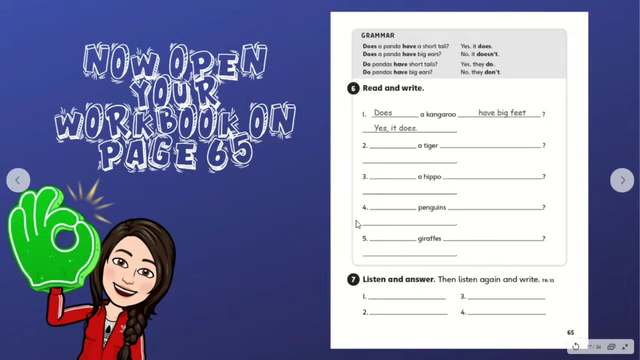 NOW OPEN
YOUR
WORKBOOK ON
PAGE 65
GRAMMAR
Does a panda have a short tail? Yes, it does.
Does a panda have big ears? No, it doesn't.
Do pandas have short tails? Yes, they do.
Do pandas have big ears? No, they don't.
6 Read and write.
1. Does a kangaroo have big feet ?
Yes, it does.
2. a tiger ?
3. a hippo ?
4. penguins ?
5. giraffes ?
7 Listen and answer. Then listen again and write.
1. 3.
2. 4.
65